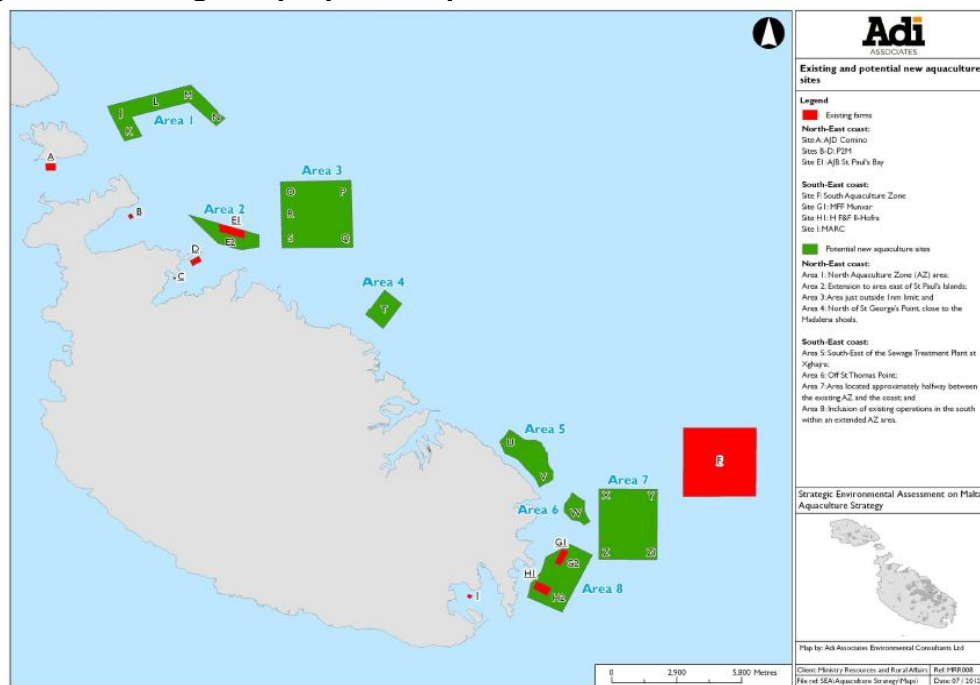 Adi
ASSOCIATES
Existing and potential new aquaculture
sites
Legend
Existing farms
North-East coast:
Site A: AJD Comino
Sites B-D: P2M
Site E1: AJB St. Paul's Bay
South-East coast:
Site F: South Aquaculture Zone
Site G1: MFF Munxar
Site H1: H F&F Il-Hofra
Site I: MARC
Potential new aquaculture sites
North-East coast:
Area 1: North Aquaculture Zone (AZ) area;
Area 2: Extension to area east of St Paul's Islands;
Area 3: Area just outside 1nm limit; and
Area 4: North of St George's Point, close to the
Madalena shoals.
South-East coast:
Area 5: South-East of the Sewage Treatment Plant at
Xghajra;
Area 6: Off St Thomas Point;
Area 7: Area located approximately halfway between
the existing AZ and the coast; and
Area 8: Inclusion of existing operations in the south
within an extended AZ area.
Strategic Environmental Assessment on Malta
Aquaculture Strategy
Map by: Adi Associates Environmental Consultants Ltd
Client: Ministry Resources and Rural Affairs
Ref: MRR008
File ref: SEA\Aquaculture Strategy\Maps\
Date: 07 / 201
J
K
L
M
N
Area 1
A
B
C
D
Area 2
E1
E2
Area 3
O
P
R
S
Q
Area 4
T
Area 5
U
V
Area 6
W
Area 7
X
Y
Z
Z1
F
G1
G2
H1
H2
Area 8
I
0
2,900
5,800 Metres